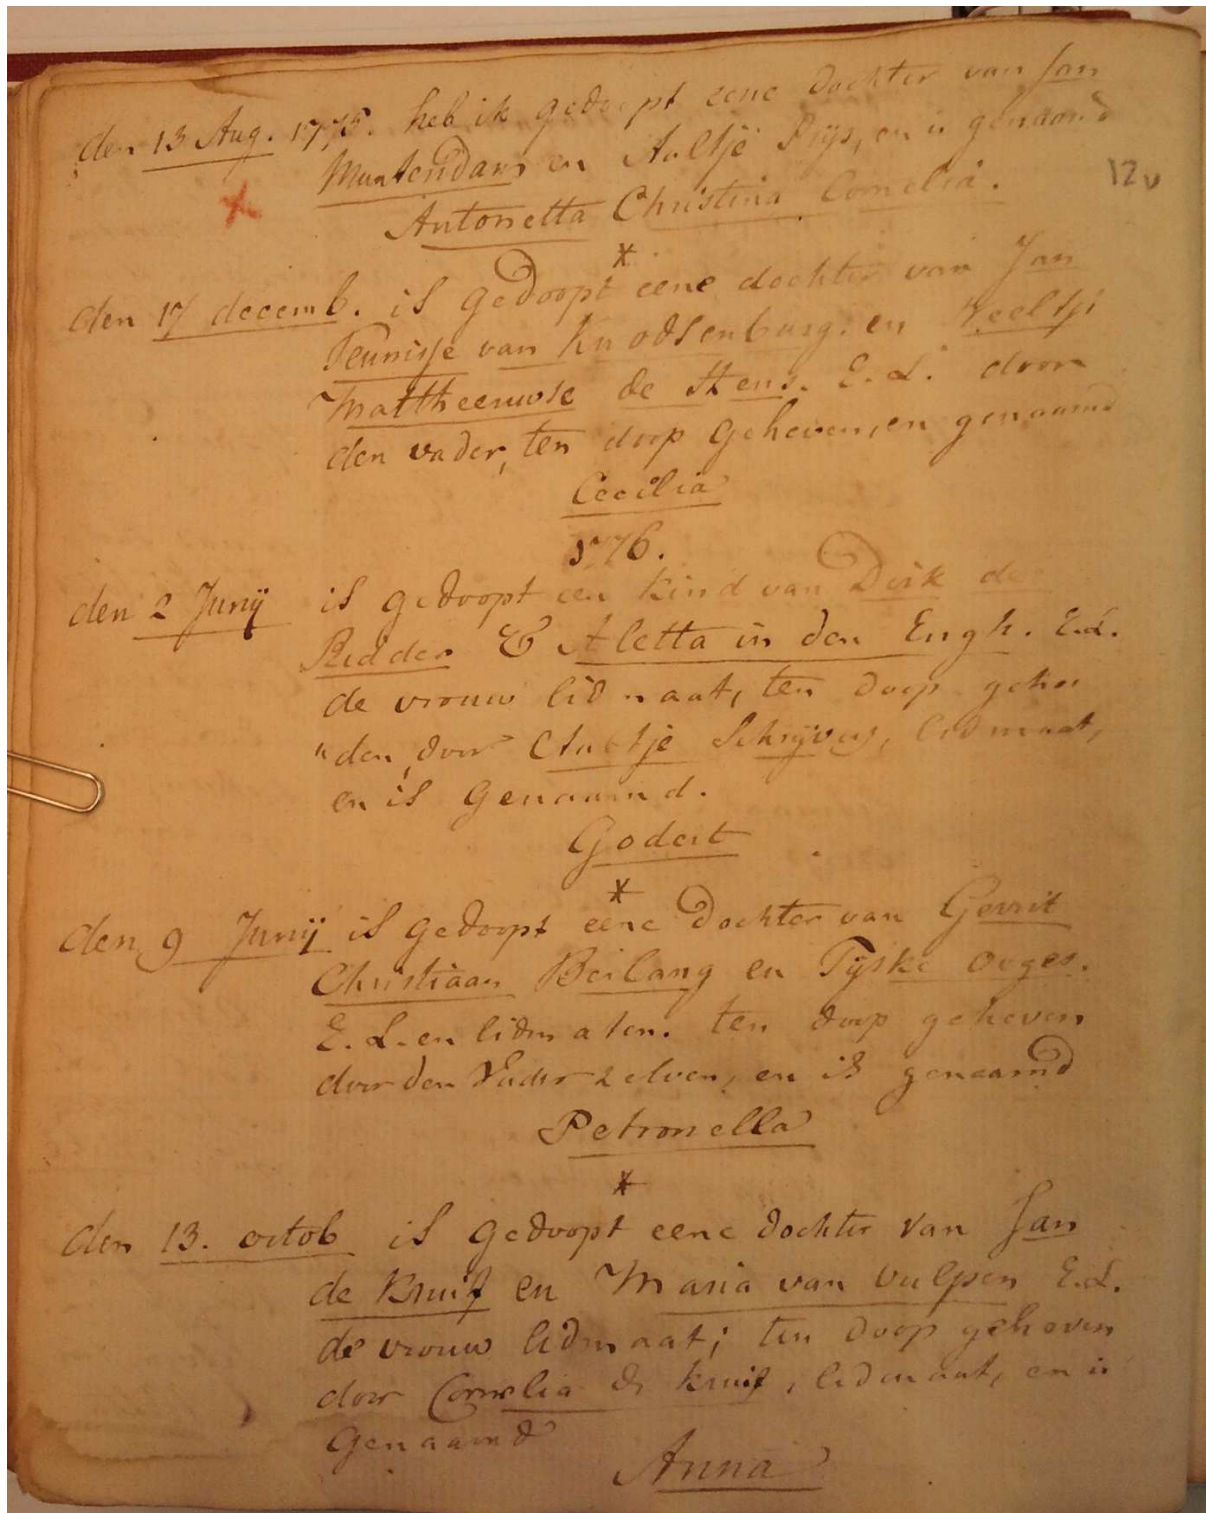 den 13 Aug. 1775. heb ik gedoopt eene dochter van Jan
Muntendam en Aaltje Rijs, en is genaamd
12v
Antonetta Christina Cornelia.
*
den 17 decemb. is gedoopt eene dochter van Jan
Teunisse van Knodsenburg. en Neeltje
Mattheeuwse de E. L. door
den vader, ten doop geheven, en genaamd
Cecilia
1776.
den 2 Junij is gedoopt een kind van Dirk de
Ridder & Aletta in den Engh. E.L.
de vrouw lidmaat, ten doop gehou
"den door Aaltje Schrijvers, lidmaat,
en is genaamd.
Godert
*
den 9 Junij is gedoopt eene dochter van Gerrit
Christiaan Beilang en Tijske Orges.
E. L. en lidmaten. ten doop geheven
door den Vader zelven, en is genaamd
Petronella
*
den 13. octob is gedoopt eene dochter van Jan
de Kruif en Maria van Vulpen E.L.
de vrouw lidmaat; ten doop geheven
door Cornelia de Kruif, lidmaat, en is
Genaamd
Anna